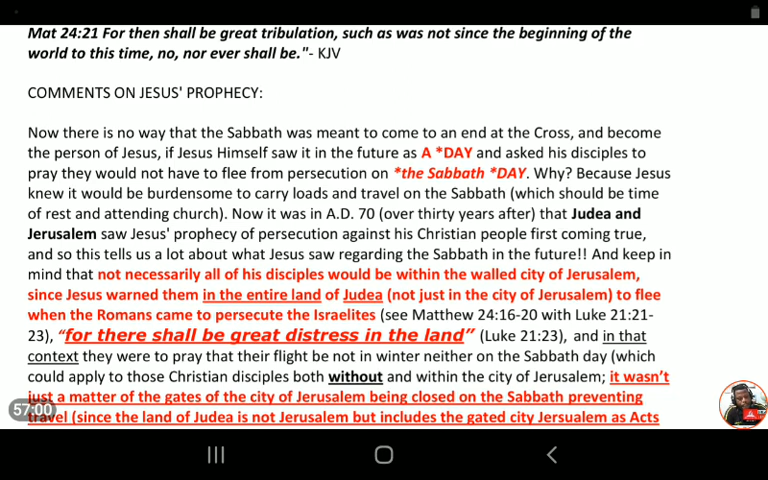 Mat 24:21 For then shall be great tribulation, such as was not since the beginning of the
world to this time, no, nor ever shall be."- KJV
COMMENTS ON JESUS' PROPHECY:
Now there is no way that the Sabbath was meant to come to an end at the Cross, and become
the person of Jesus, if Jesus Himself saw it in the future as A *DAY and asked his disciples to
pray they would not have to flee from persecution on *the Sabbath *DAY. Why? Because Jesus
knew it would be burdensome to carry loads and travel on the Sabbath (which should be time
of rest and attending church). Now it was in A.D. 70 (over thirty years after) that Judea and
Jerusalem saw Jesus' prophecy of persecution against his Christian people first coming true,
and so this tells us a lot about what Jesus saw regarding the Sabbath in the future!! And keep in
mind that not necessarily all of his disciples would be within the walled city of Jerusalem,
since Jesus warned them in the entire land of Judea (not just in the city of Jerusalem) to flee
when the Romans came to persecute the Israelites (see Matthew 24:16-20 with Luke 21:21-
23), “for there shall be great distress in the land” (Luke 21:23), and in that
context they were to pray that their flight be not in winter neither on the Sabbath day (which
could apply to those Christian disciples both without and within the city of Jerusalem; it wasn’t
just a matter of the gates of the city of Jerusalem being closed on the Sabbath preventing
travel (since the land of Judea is not Jerusalem but includes the gated city Jersualem as Acts
57:00